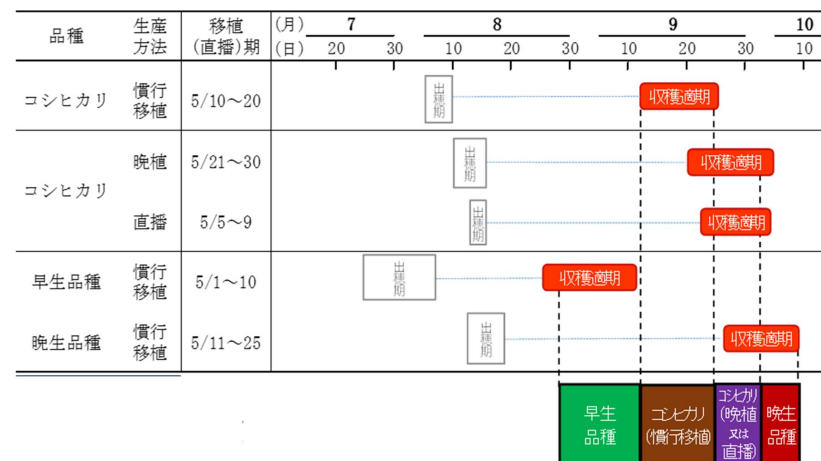 品種 生産方法 移植(直播)期 (月) 7 8 9 10
(日) 20 30 10 20 30 10 20 30 10
コシヒカリ 慣行移植 5/10～20 出穂期 収穫適期
コシヒカリ 晩植 5/21～30 出穂期 収穫適期
直播 5/5～9 出穂期 収穫適期
早生品種 慣行移植 5/1～10 出穂期 収穫適期
晩生品種 慣行移植 5/11～25 出穂期 収穫適期
早生品種
コシヒカリ(慣行移植)
コシヒカリ(晩植又は直播)
晩生品種